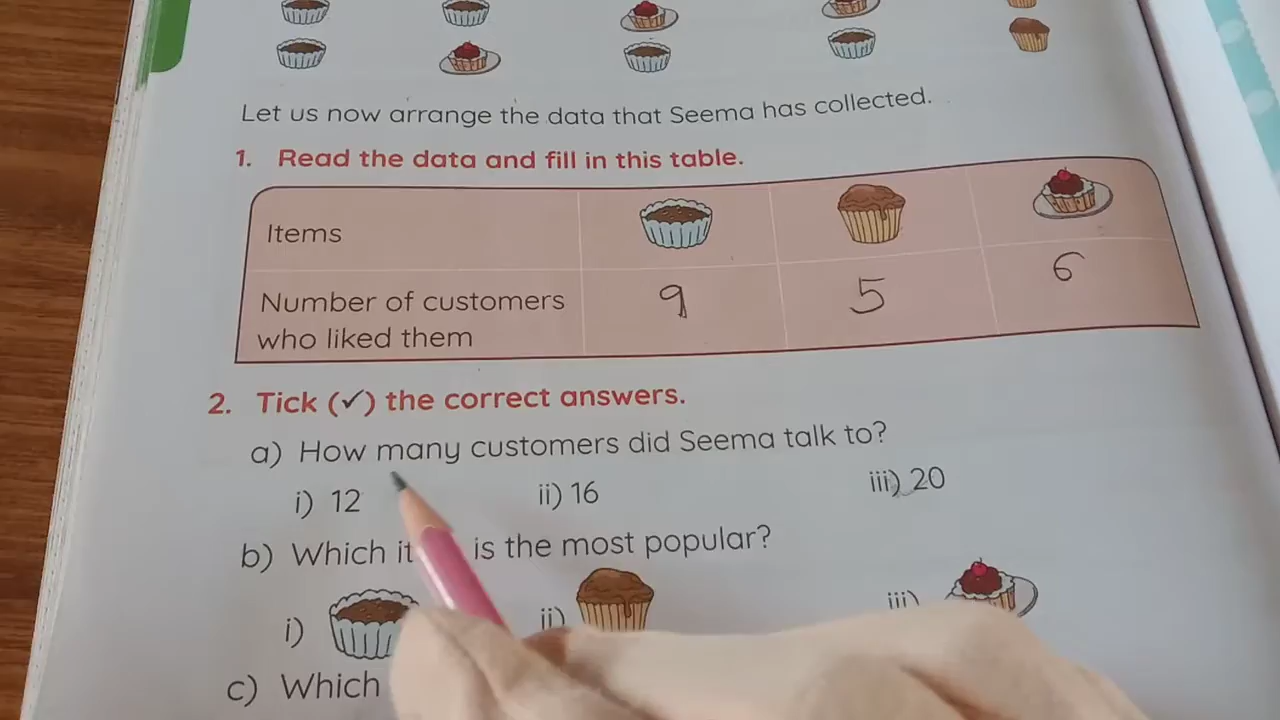 Let us now arrange the data that Seema has collected.
1. Read the data and fill in this table.
Items
Number of customers
who liked them
9 5 6
2. Tick (✓) the correct answers.
a) How many customers did Seema talk to?
i) 12 ii) 16 iii) 20
b) Which it is the most popular?
i) ii) iii)
c) Which